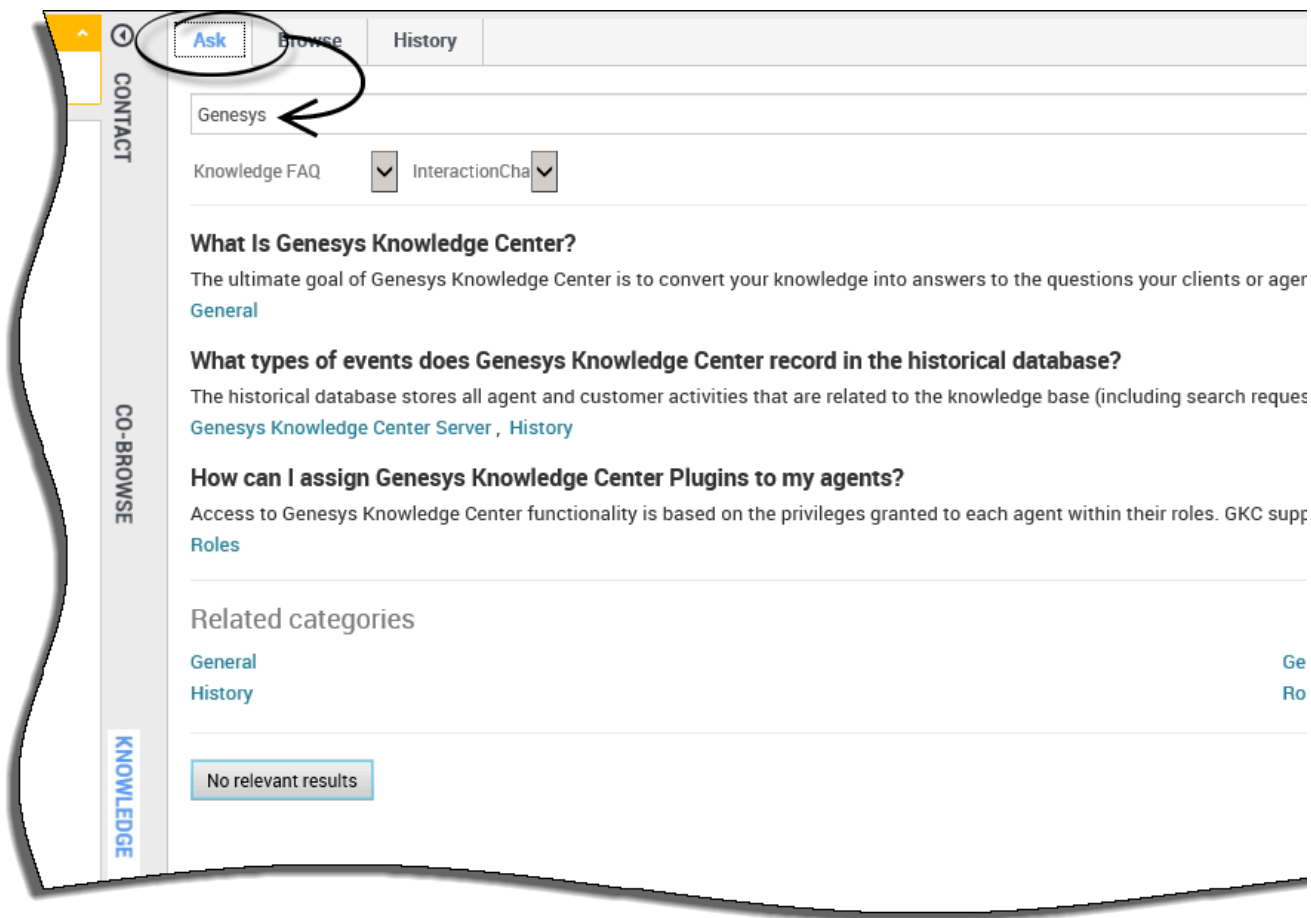 Ask Browse History
CONTACT
Genesys
Knowledge FAQ InteractionCha
What Is Genesys Knowledge Center?
The ultimate goal of Genesys Knowledge Center is to convert your knowledge into answers to the questions your clients or agen
General
What types of events does Genesys Knowledge Center record in the historical database?
The historical database stores all agent and customer activities that are related to the knowledge base (including search reques
Genesys Knowledge Center Server , History
CO-BROWSE
How can I assign Genesys Knowledge Center Plugins to my agents?
Access to Genesys Knowledge Center functionality is based on the privileges granted to each agent within their roles. GKC supp
Roles
Related categories
General Ge
History Ro
KNOWLEDGE
No relevant results